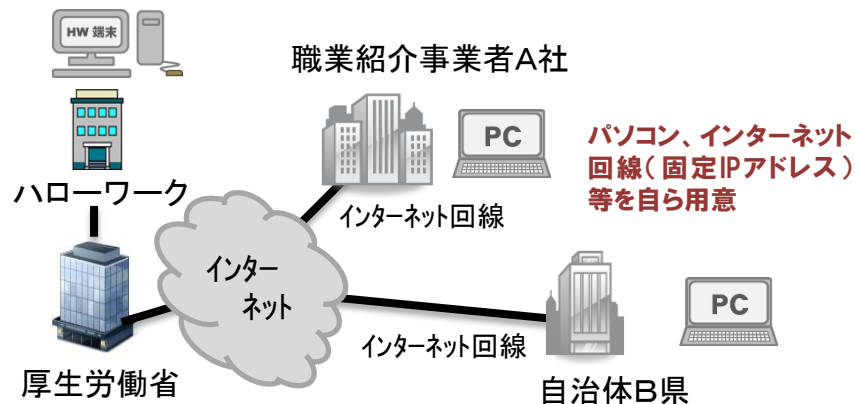 HW 端末
職業紹介事業者A社
PC
パソコン、インターネット
回線(固定IPアドレス)
等を自ら用意
ハローワーク
インターネット回線
インター
ネット
PC
インターネット回線
厚生労働省
自治体B県